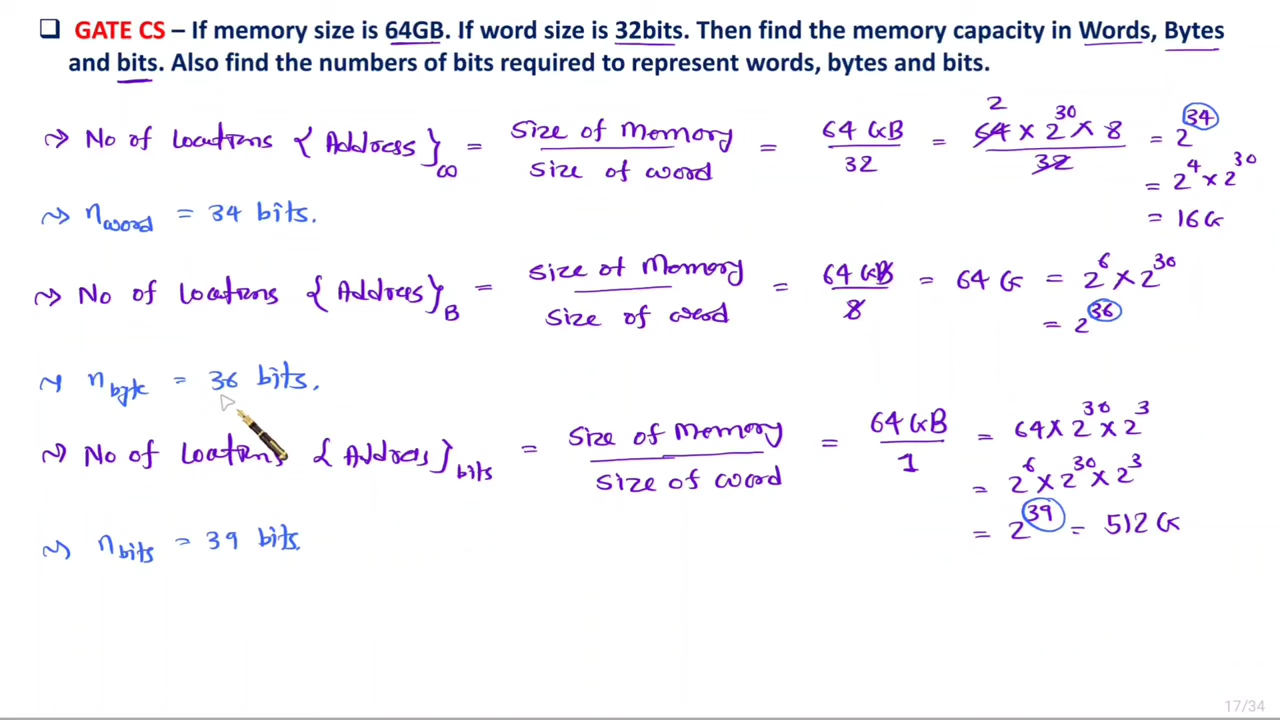 ❑ GATE CS – If memory size is 64GB. If word size is 32bits. Then find the memory capacity in Words, Bytes
and bits. Also find the numbers of bits required to represent words, bytes and bits.
→ No of Locations {Address}ω = Size of Memory / Size of word = 64 GB / 32 = 64 2 × 2^30 × 8 / 32 = 2^34
= 2^4 × 2^30
= 16 G
→ n word = 34 bits.
→ No of Locations {Address}B = Size of Memory / Size of word = 64 GB / 8 = 64 G = 2^6 × 2^30
= 2^36
→ n byte = 36 bits.
→ No of Locations {Address}bits = Size of Memory / Size of word = 64 GB / 1 = 64 × 2^30 × 2^3
= 2^6 × 2^30 × 2^3
= 2^39 = 512 G
→ n bits = 39 bits.
17/34